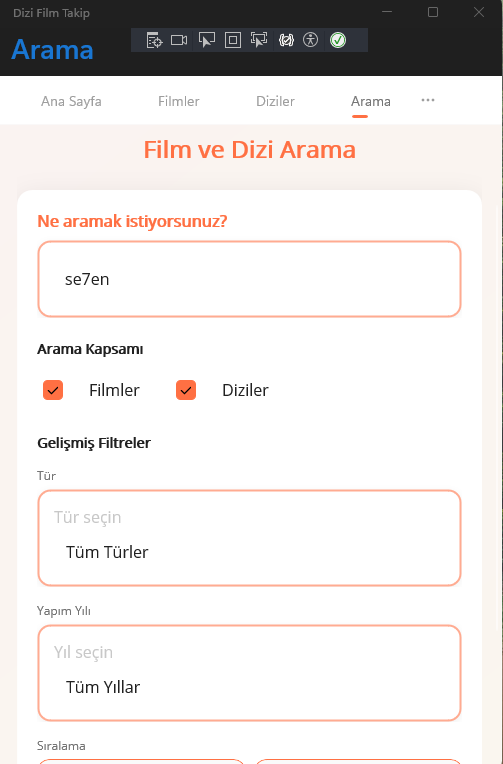 Dizi Film Takip
Arama
Ana Sayfa Filmler Diziler Arama ...
Film ve Dizi Arama
Ne aramak istiyorsunuz?
se7en
Arama Kapsamı
Filmler Diziler
Gelişmiş Filtreler
Tür
Tür seçin
Tüm Türler
Yapım Yılı
Yıl seçin
Tüm Yıllar
Sıralama